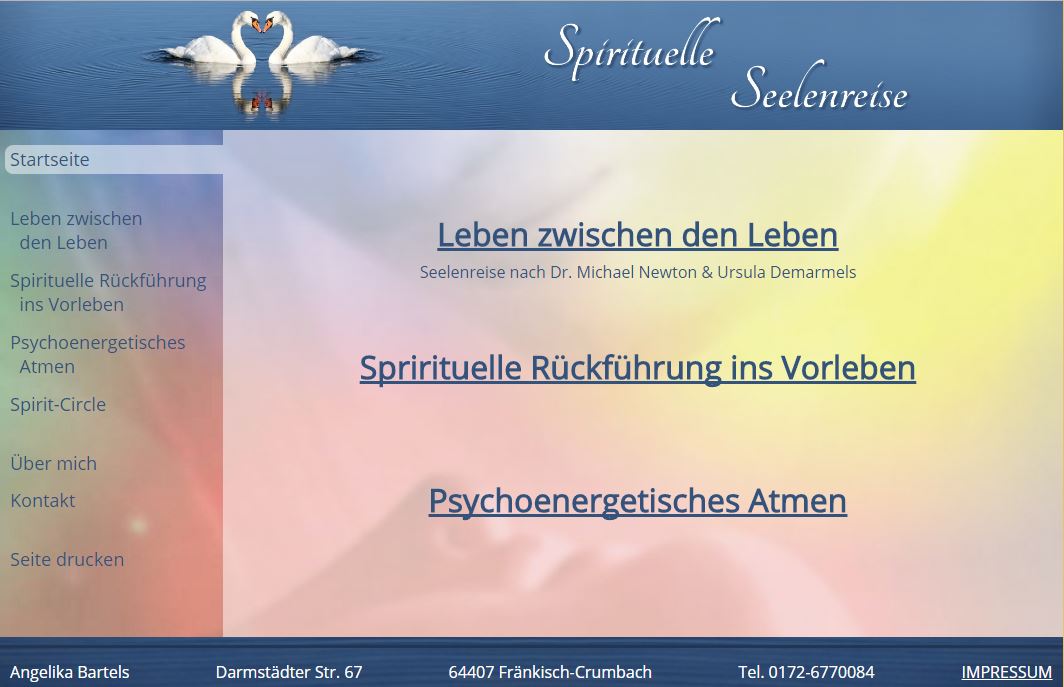 Spirituelle
Seelenreise
Startseite
Leben zwischen
den Leben
Spirituelle Rückführung
ins Vorleben
Psychoenergetisches
Atmen
Spirit-Circle
Über mich
Kontakt
Seite drucken
Leben zwischen den Leben
Seelenreise nach Dr. Michael Newton & Ursula Demarmels
Sprirituelle Rückführung ins Vorleben
Psychoenergetisches Atmen
Angelika Bartels Darmstädter Str. 67 64407 Fränkisch-Crumbach Tel. 0172-6770084 IMPRESSUM